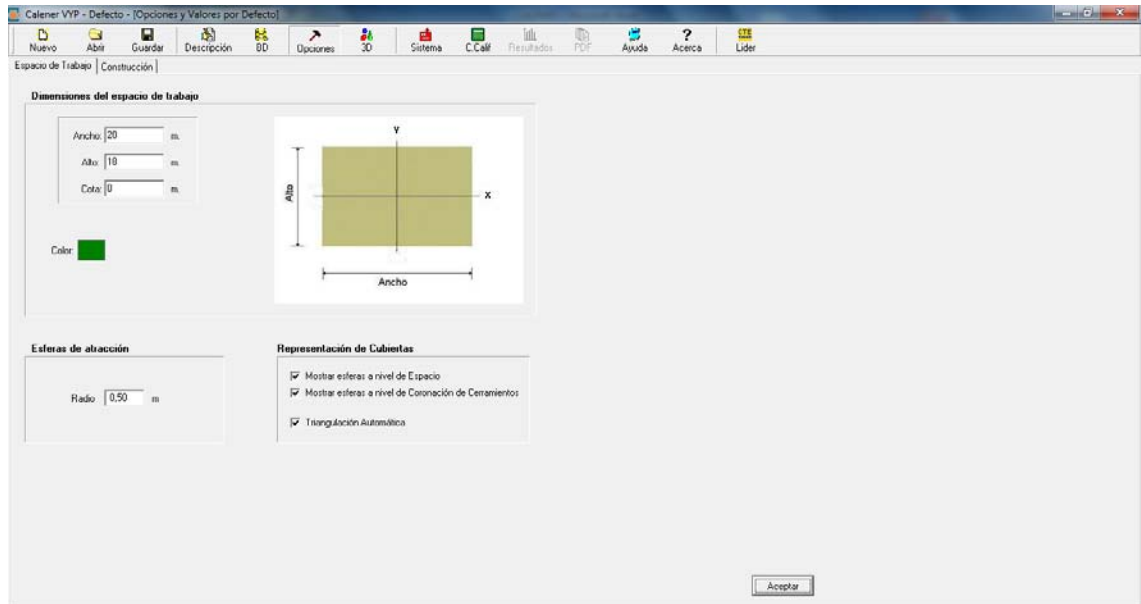 Calener VYP - Defecto - [Opciones y Valores por Defecto]
Nuevo Abrir Guardar Descripción BD Opciones 3D Sistema C.Calif Resultados PDF Ayuda Acerca Lider
Espacio de Trabajo Construcción
Dimensiones del espacio de trabajo
Ancho: 20 m.
Alto: 18 m.
Cota: 0 m.
Color:
Y
Alto
X
Ancho
Esferas de atracción
Radio 0,50 m
Representación de Cubiertas
Mostrar esferas a nivel de Espacio
Mostrar esferas a nivel de Coronación de Cerramientos
Triangulación Automática
Aceptar